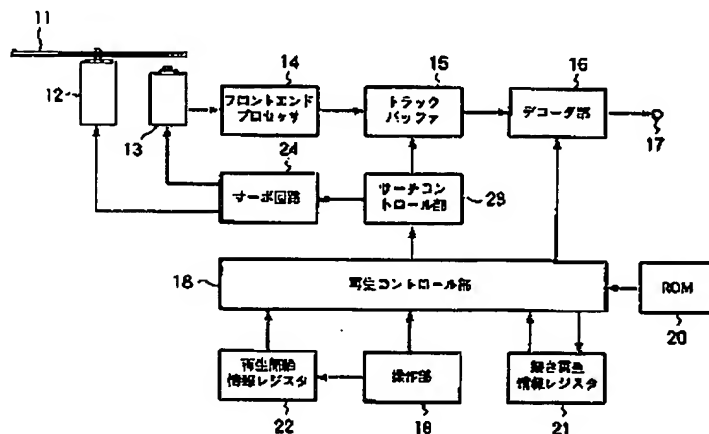 11
12
13
14
フロントエンド
プロセッサ
15
トラック
バッファ
16
デコーダ部
17
24
サーボ回路
サーチコン
トロール部
29
18
再生コントロール部
ROM
20
再生開始
情報レジスタ
22
操作部
18
続き再生
情報レジスタ
21